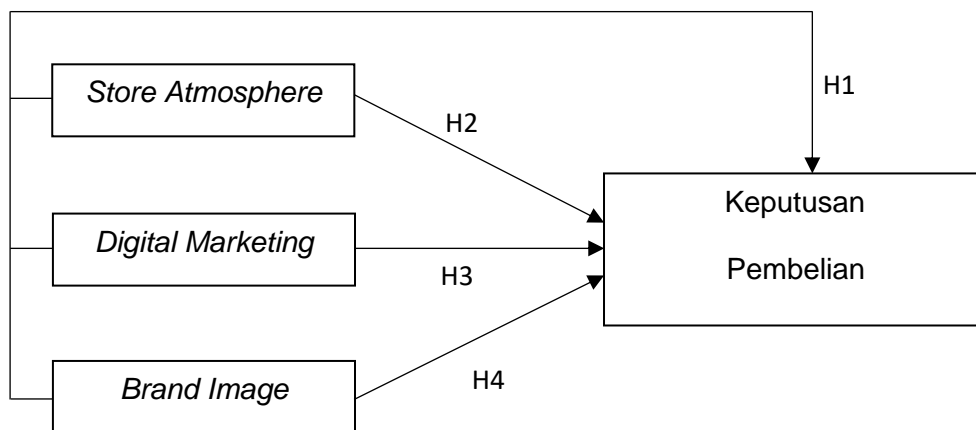 H1
Store Atmosphere
H2
Keputusan
Pembelian
Digital Marketing
H3
Brand Image
H4